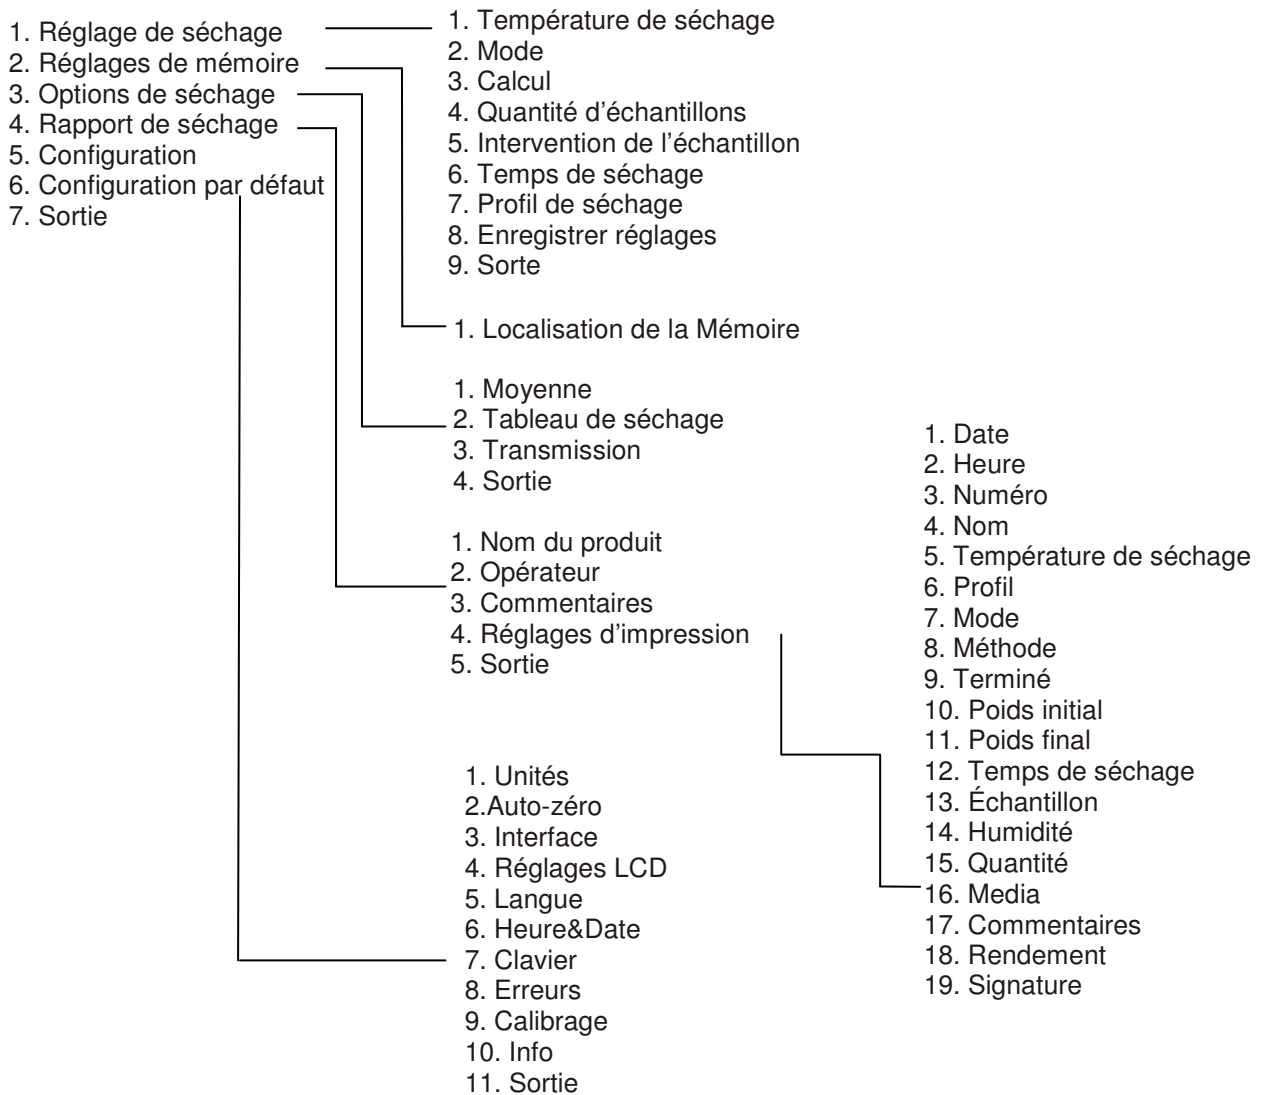 1. Réglage de séchage
2. Réglages de mémoire
3. Options de séchage
4. Rapport de séchage
5. Configuration
6. Configuration par défaut
7. Sortie
1. Température de séchage
2. Mode
3. Calcul
4. Quantité d'échantillons
5. Intervention de l'échantillon
6. Temps de séchage
7. Profil de séchage
8. Enregistrer réglages
9. Sorte
1. Localisation de la Mémoire
1. Moyenne
2. Tableau de séchage
3. Transmission
4. Sortie
1. Nom du produit
2. Opérateur
3. Commentaires
4. Réglages d'impression
5. Sortie
1. Date
2. Heure
3. Numéro
4. Nom
5. Température de séchage
6. Profil
7. Mode
8. Méthode
9. Terminé
10. Poids initial
11. Poids final
12. Temps de séchage
13. Échantillon
14. Humidité
15. Quantité
16. Media
17. Commentaires
18. Rendement
19. Signature
1. Unités
2.Auto-zéro
3. Interface
4. Réglages LCD
5. Langue
6. Heure&Date
7. Clavier
8. Erreurs
9. Calibrage
10. Info
11. Sortie